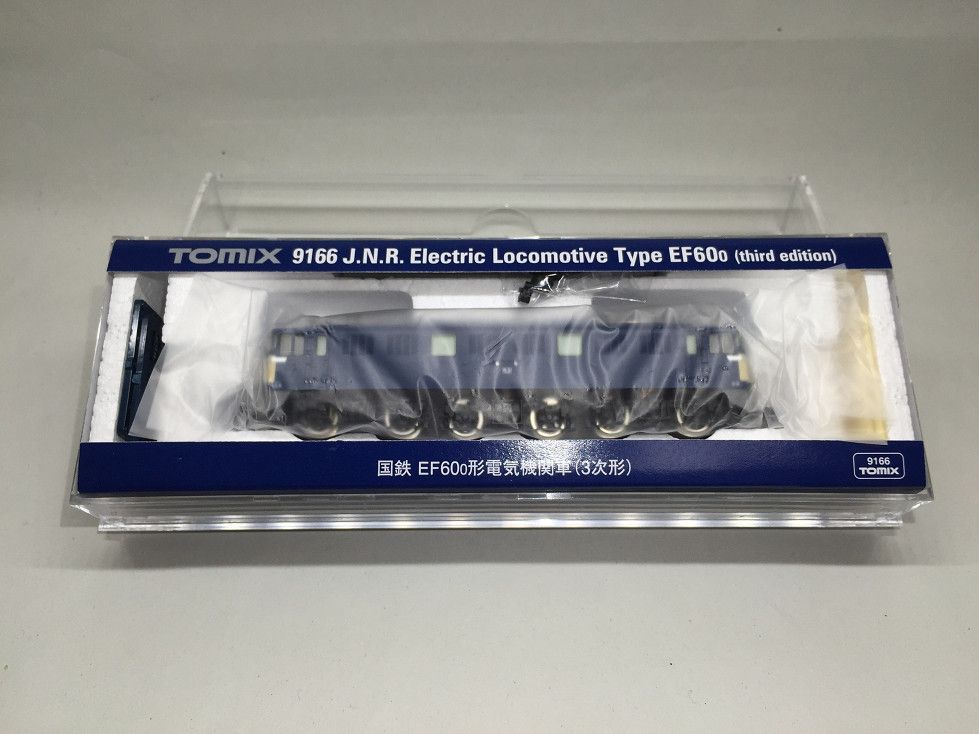 TOMIX 9166 J.N.R. Electric Locomotive Type EF600 (third edition)
国鉄 EF600形電気機関車(3次形)
9166
TOMIX